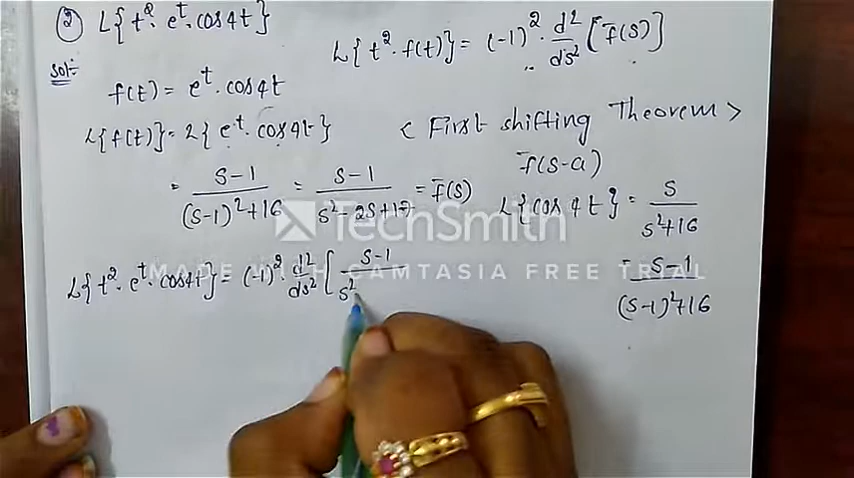 ② L{t². eᵗ. cos4t}
L{t². f(t)} = (-1)². d²/ds² [f̄(s)]
Sol:-
f(t) = eᵗ. cos4t
L{f(t)} = L{eᵗ. cos4t}
< First shifting Theorem >
f̄(s-a)
= s-1/(s-1)²+16 = s-1/s²-2s+17 = f̄(s)
L{cos4t} = s/s²+16
TechSmith
MADE WITH CAMTASIA FREE TRIAL
L{t². eᵗ. cos4t} = (-1)². d²/ds² [s-1/s²
= s-1/(s-1)²+16